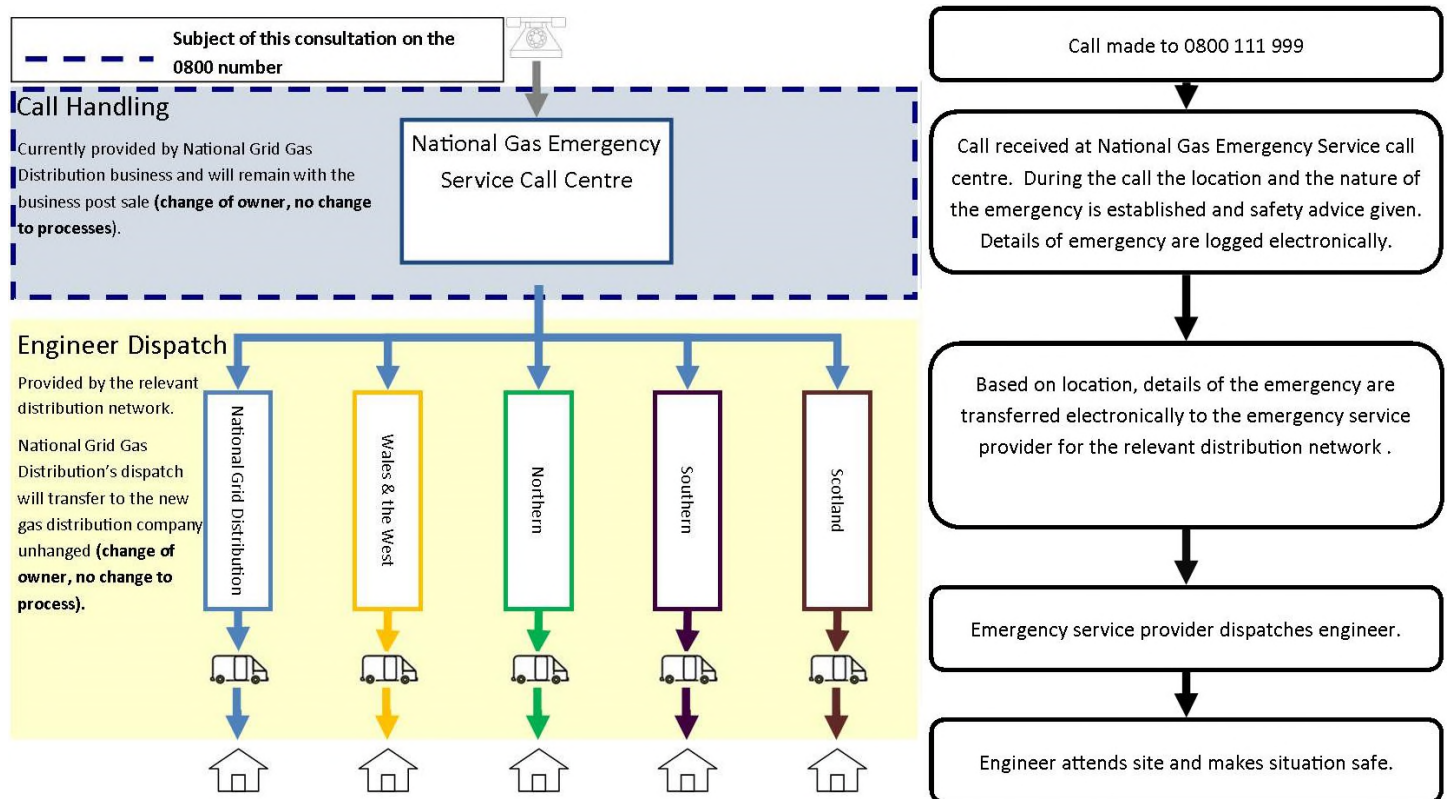 Subject of this consultation on the
0800 number
Call Handling
Currently provided by National Grid Gas
Distribution business and will remain with the
business post sale (change of owner, no change
to processes).
National Gas Emergency
Service Call Centre
Engineer Dispatch
Provided by the relevant
distribution network.
National Grid Gas
Distribution's dispatch
will transfer to the new
gas distribution company
unhanged (change of
owner, no change to
process).
National Grid Distribution
Wales & the West
Northern
Southern
Scotland
Call made to 0800 111 999
Call received at National Gas Emergency Service call
centre. During the call the location and the nature of
the emergency is established and safety advice given.
Details of emergency are logged electronically.
Based on location, details of the emergency are
transferred electronically to the emergency service
provider for the relevant distribution network .
Emergency service provider dispatches engineer.
Engineer attends site and makes situation safe.